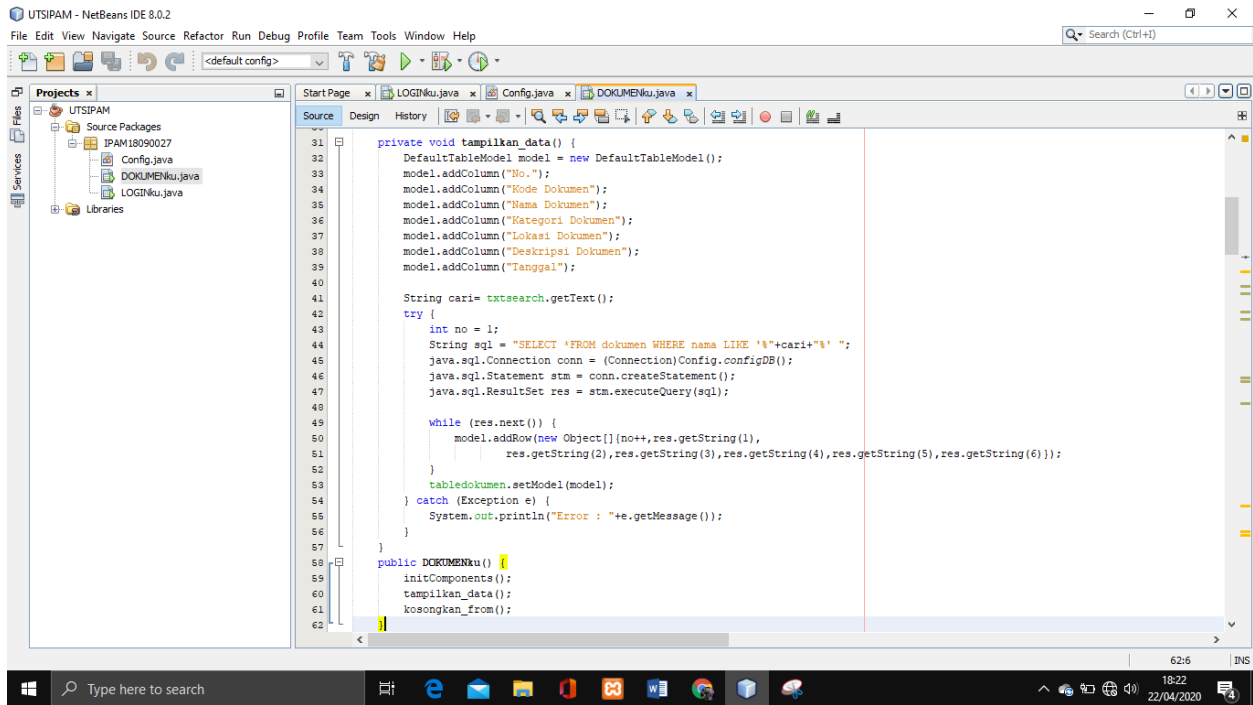 UTSIPAM - NetBeans IDE 8.0.2
File Edit View Navigate Source Refactor Run Debug Profile Team Tools Window Help
Search (Ctrl+I)
<default config>
Projects
Start Page
LOGINku.java
Config.java
DOKUMENku.java
Files
Services
UTSIPAM
Source Packages
IPAM18090027
Config.java
DOKUMENku.java
LOGINku.java
Libraries
Source Design History
31 private void tampilkan_data() {
32 DefaultTableModel model = new DefaultTableModel();
33 model.addColumn("No.");
34 model.addColumn("Kode Dokumen");
35 model.addColumn("Nama Dokumen");
36 model.addColumn("Kategori Dokumen");
37 model.addColumn("Lokasi Dokumen");
38 model.addColumn("Deskripsi Dokumen");
39 model.addColumn("Tanggal");
40
41 String cari= txtsearch.getText();
42 try {
43 int no = 1;
44 String sql = "SELECT *FROM dokumen WHERE nama LIKE '%"+cari+"%' ";
45 java.sql.Connection conn = (Connection)Config.configDB();
46 java.sql.Statement stm = conn.createStatement();
47 java.sql.ResultSet res = stm.executeQuery(sql);
48
49 while (res.next()) {
50 model.addRow(new Object[]{no++,res.getString(1),
51 res.getString(2),res.getString(3),res.getString(4),res.getString(5),res.getString(6)});
52 }
53 tabledokumen.setModel(model);
54 } catch (Exception e) {
55 System.out.println("Error : "+e.getMessage());
56 }
57 }
58 public DOKUMENku() {
59 initComponents();
60 tampilkan_data();
61 kosongkan_from();
62 }
62:6 INS
Type here to search
18:22
22/04/2020
4